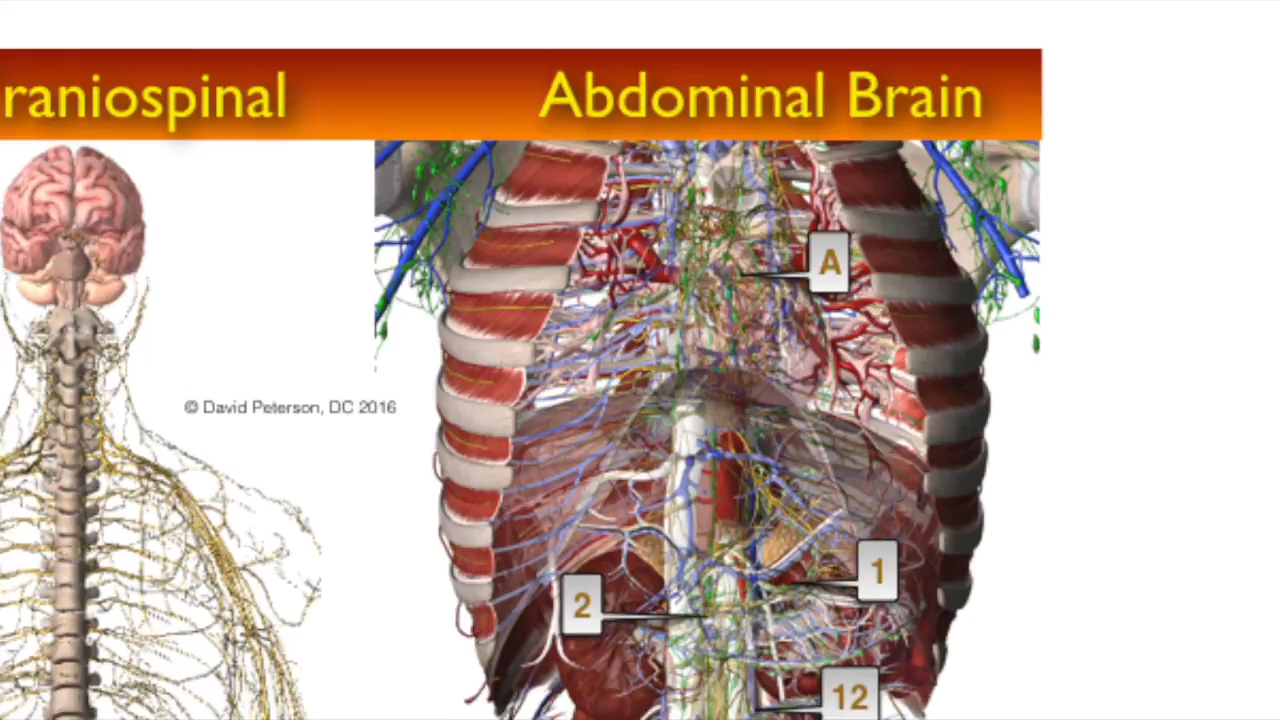 raniospinal
Abdominal Brain
A
© David Peterson, DC 2016
1
2
12